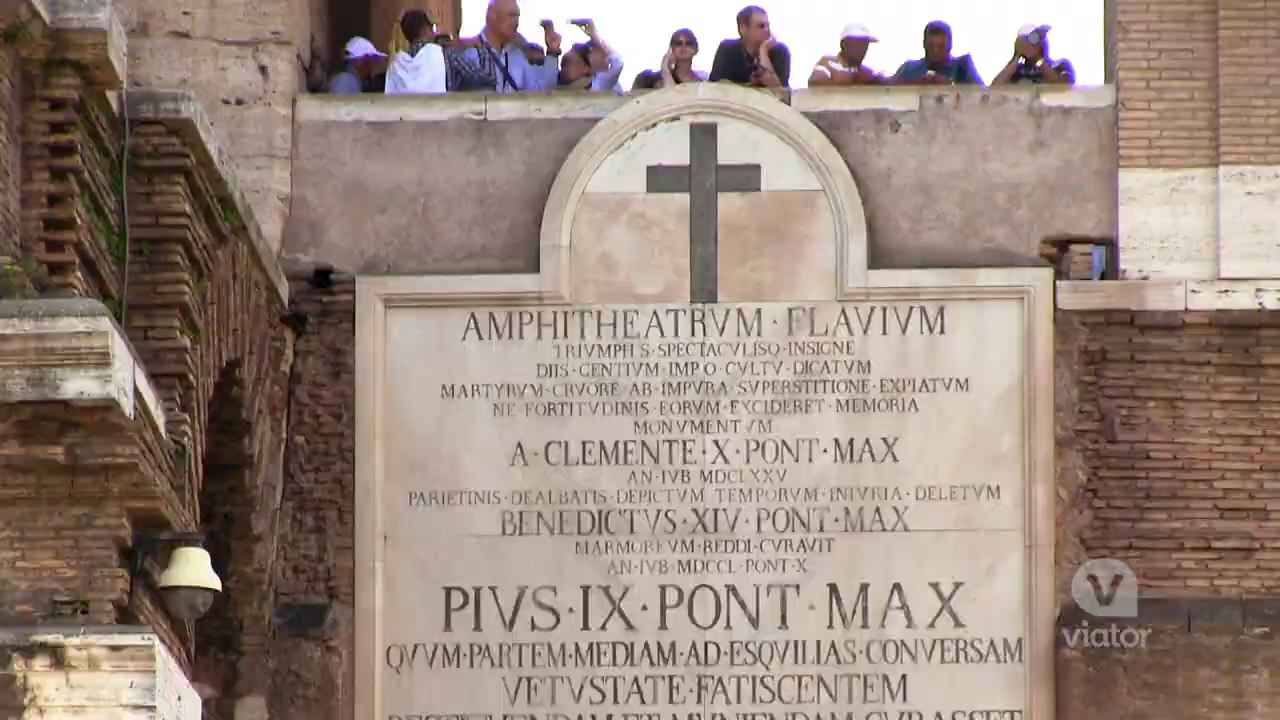 AMPHITHEATRVM · FLAVIVM
TRIVMPHIS · SPECTACVLISQ · INSIGNE
DIIS · GENTIVM · IMPIO · CVLTV · DICATVM
MARTYRVM · CRVORE · AB · IMPVRA · SVPERSTITIONE · EXPIATVM
NE · FORTITVDINIS · EORVM · EXCIDERET · MEMORIA
MONVMENTVM
A · CLEMENTE · X · PONT · MAX
AN · IVB · MDCLXXV
PARIETINIS · DEALBATIS · DEPICTVM · TEMPORVM · INIVRIA · DELETVM
BENEDICTVS · XIV · PONT · MAX
MARMOREVM · REDDI · CVRAVIT
AN · IVB · MDCCL · PONT · X
PIVS · IX · PONT · MAX
QVVM · PARTEM · MEDIAM · AD · ESQVILIAS · CONVERSAM
VETVSTATE · FATISCENTEM
viator